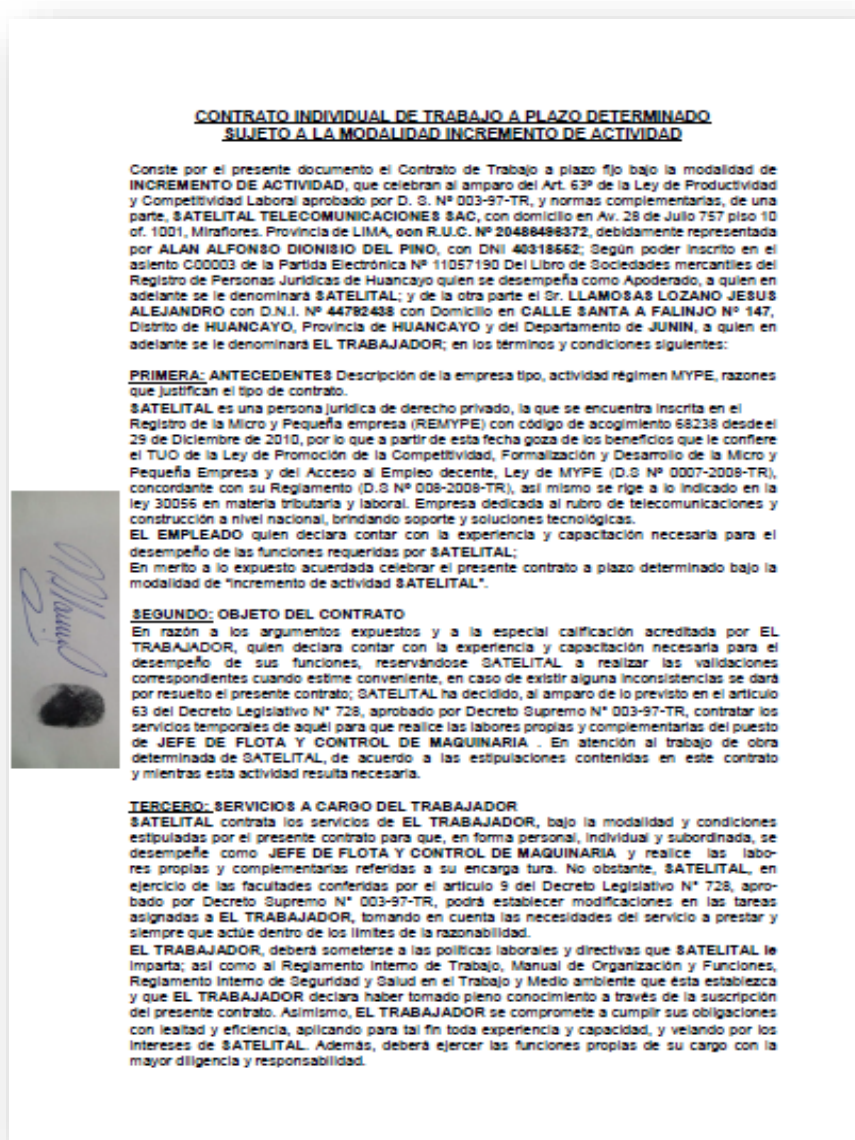 CONTRATO INDIVIDUAL DE TRABAJO A PLAZO DETERMINADO
SUJETO A LA MODALIDAD INCREMENTO DE ACTIVIDAD
Conste por el presente documento el Contrato de Trabajo a plazo fijo bajo la modalidad de
INCREMENTO DE ACTIVIDAD, que celebran al amparo del Art. 63º de la Ley de Productividad
y Competitividad Laboral aprobado por D. S. Nº 003-97-TR, y normas complementarias, de una
parte, SATELITAL TELECOMUNICACIONES SAC, con domicilio en Av. 28 de Julio 757 piso 10
of. 1001, Miraflores. Provincia de LIMA, con R.U.C. Nº 20486496372, debidamente representada
por ALAN ALFONSO DIONISIO DEL PINO, con DNI 40318552; Según poder inscrito en el
asiento C00003 de la Partida Electrónica Nº 11057190 Del Libro de Sociedades mercantiles del
Registro de Personas Jurídicas de Huancayo quien se desempeña como Apoderado, a quien en
adelante se le denominará SATELITAL; y de la otra parte el Sr. LLAMOSAS LOZANO JESUS
ALEJANDRO con D.N.I. Nº 44792438 con Domicilio en CALLE SANTA A FALINJO Nº 147,
Distrito de HUANCAYO, Provincia de HUANCAYO y del Departamento de JUNIN, a quien en
adelante se le denominará EL TRABAJADOR; en los términos y condiciones siguientes:
PRIMERA: ANTECEDENTES Descripción de la empresa tipo, actividad régimen MYPE, razones
que justifican el tipo de contrato.
SATELITAL es una persona jurídica de derecho privado, la que se encuentra inscrita en el
Registro de la Micro y Pequeña empresa (REMYPE) con código de acogimiento 68238 desdeel
29 de Diciembre de 2010, por lo que a partir de esta fecha goza de los beneficios que le confiere
el TUO de la Ley de Promoción de la Competitividad, Formalización y Desarrollo de la Micro y
Pequeña Empresa y del Acceso al Empleo decente, Ley de MYPE (D.S Nº 0007-2008-TR),
concordante con su Reglamento (D.S Nº 008-2008-TR), así mismo se rige a lo indicado en la
ley 30056 en materia tributaria y laboral. Empresa dedicada al rubro de telecomunicaciones y
construcción a nivel nacional, brindando soporte y soluciones tecnológicas.
EL EMPLEADO quien declara contar con la experiencia y capacitación necesaria para el
desempeño de las funciones requeridas por SATELITAL;
En merito a lo expuesto acuerdada celebrar el presente contrato a plazo determinado bajo la
modalidad de "incremento de actividad SATELITAL".
SEGUNDO: OBJETO DEL CONTRATO
En razón a los argumentos expuestos y a la especial calificación acreditada por EL
TRABAJADOR, quien declara contar con la experiencia y capacitación necesaria para el
desempeño de sus funciones, reservándose SATELITAL a realizar las validaciones
correspondientes cuando estime conveniente, en caso de existir alguna inconsistencias se dará
por resuelto el presente contrato; SATELITAL ha decidido, al amparo de lo previsto en el artículo
63 del Decreto Legislativo N° 728, aprobado por Decreto Supremo N° 003-97-TR, contratar los
servicios temporales de aquél para que realice las labores propias y complementarias del puesto
de JEFE DE FLOTA Y CONTROL DE MAQUINARIA . En atención al trabajo de obra
determinada de SATELITAL, de acuerdo a las estipulaciones contenidas en este contrato
y mientras esta actividad resulta necesaria.
TERCERO: SERVICIOS A CARGO DEL TRABAJADOR
SATELITAL contrata los servicios de EL TRABAJADOR, bajo la modalidad y condiciones
estipuladas por el presente contrato para que, en forma personal, individual y subordinada, se
desempeñe como JEFE DE FLOTA Y CONTROL DE MAQUINARIA y realice las labo-
res propias y complementarias referidas a su encarga tura. No obstante, SATELITAL, en
ejercicio de las facultades conferidas por el artículo 9 del Decreto Legislativo N° 728, apro-
bado por Decreto Supremo N° 003-97-TR, podrá establecer modificaciones en las tareas
asignadas a EL TRABAJADOR, tomando en cuenta las necesidades del servicio a prestar y
siempre que actúe dentro de los límites de la razonabilidad.
EL TRABAJADOR, deberá someterse a las políticas laborales y directivas que SATELITAL le
imparta; así como al Reglamento Interno de Trabajo, Manual de Organización y Funciones,
Reglamento Interno de Seguridad y Salud en el Trabajo y Medio ambiente que ésta establezca
y que EL TRABAJADOR declara haber tomado pleno conocimiento a través de la suscripción
del presente contrato. Asimismo, EL TRABAJADOR se compromete a cumplir sus obligaciones
con lealtad y eficiencia, aplicando para tal fin toda experiencia y capacidad, y velando por los
intereses de SATELITAL. Además, deberá ejercer las funciones propias de su cargo con la
mayor diligencia y responsabilidad.